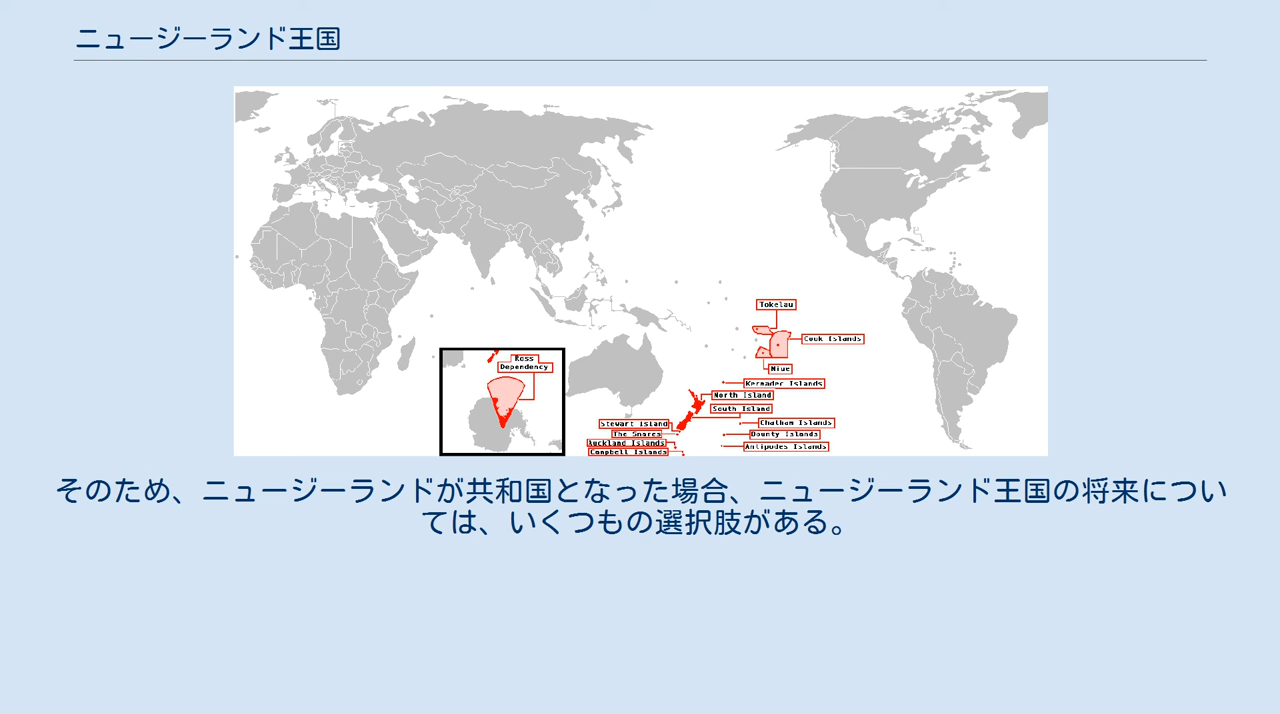 ニュージーランド王国
Tokelau
Cook Islands
Niue
Ross
Dependency
Kermadec Islands
North Island
South Island
Stewart Island
Chatham Islands
The Snares
Bounty Islands
Auckland Islands
Antipodes Islands
Campbell Islands
そのため、ニュージーランドが共和国となった場合、ニュージーランド王国の将来につい
ては、いくつもの選択肢がある。